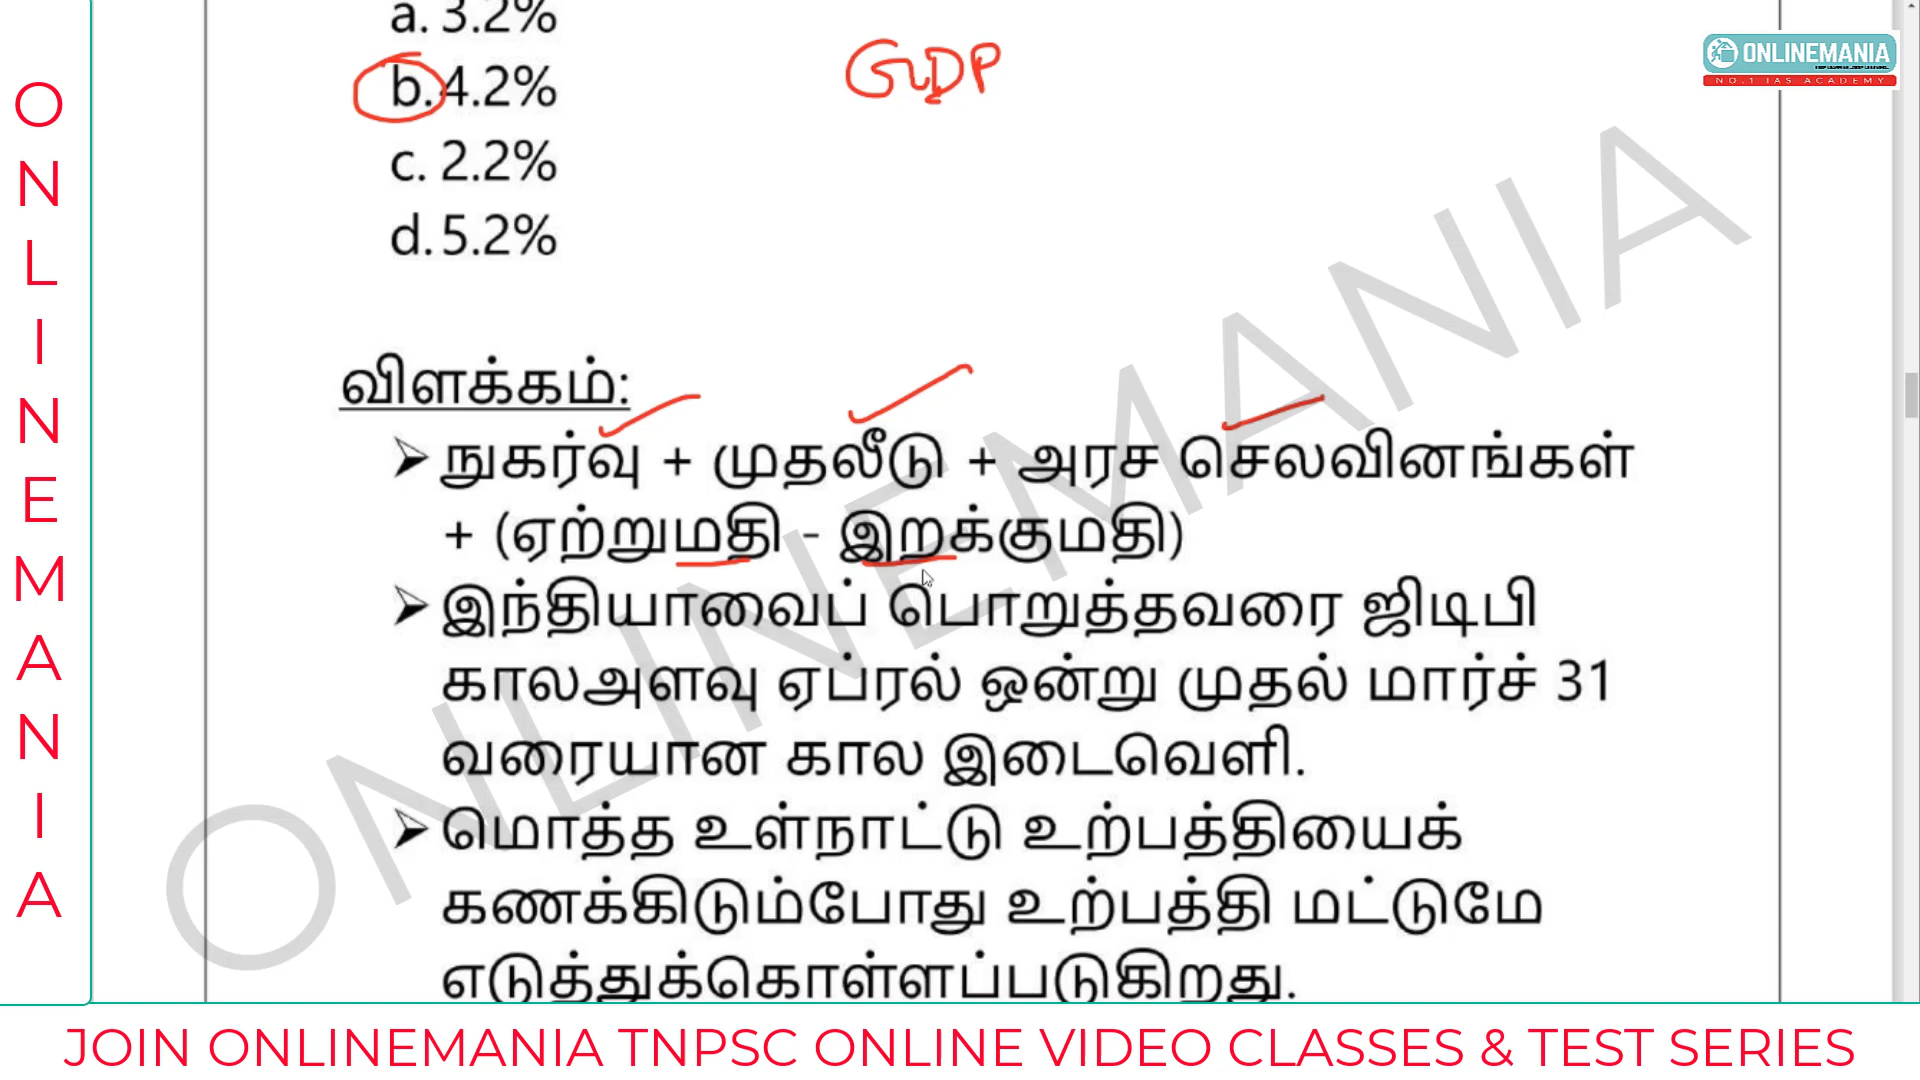 a. 3.2%
GDP
b. 4.2%
c. 2.2%
d. 5.2%
ONLINEMANIA
NO.1 IAS ACADEMY
ONLINEMANIA
ONLINEMANIA
விளக்கம்:
➤ நுகர்வு + முதலீடு + அரச செலவினங்கள்
+ (ஏற்றுமதி - இறக்குமதி)
➤ இந்தியாவைப் பொறுத்தவரை ஜிடிபி
காலஅளவு ஏப்ரல் ஒன்று முதல் மார்ச் 31
வரையான கால இடைவெளி.
➤ மொத்த உள்நாட்டு உற்பத்தியைக்
கணக்கிடும்போது உற்பத்தி மட்டுமே
எடுத்துக்கொள்ளப்படுகிறது.
JOIN ONLINEMANIA TNPSC ONLINE VIDEO CLASSES & TEST SERIES